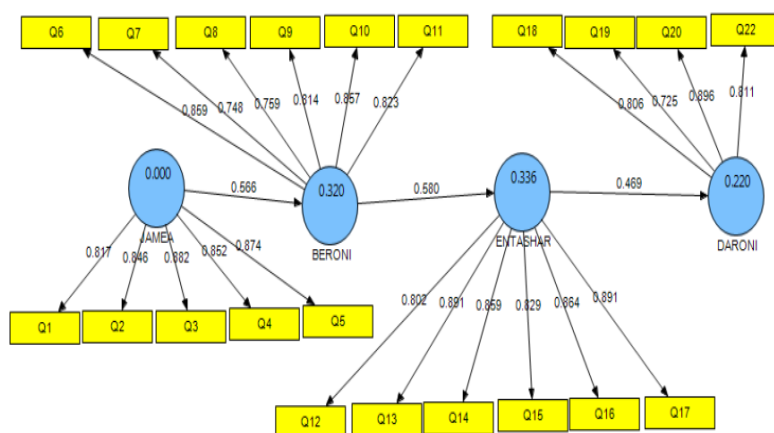 Q6 Q7 Q8 Q9 Q10 Q11 Q18 Q19 Q20 Q22
0.859 0.748 0.759 0.814 0.857 0.823 0.806 0.725 0.896 0.811
0.000 0.566 0.320 0.580 0.336 0.469 0.220
JAMEA BERONI ENTASHAR DARONI
0.817 0.846 0.882 0.852 0.874
Q1 Q2 Q3 Q4 Q5
0.802 0.891 0.859 0.829 0.864 0.891
Q12 Q13 Q14 Q15 Q16 Q17